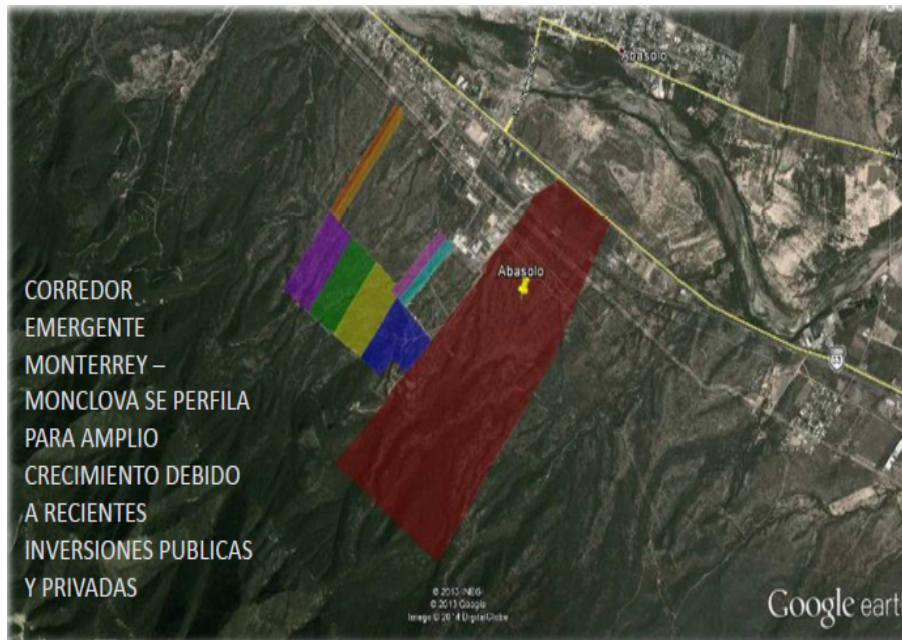 Abasolo
Abasolo
53
CORREDOR
EMERGENTE
MONTERREY –
MONCLOVA SE PERFILA
PARA AMPLIO
CRECIMIENTO DEBIDO
A RECIENTES
INVERSIONES PUBLICAS
Y PRIVADAS
© 2013 INEGI
© 2013 Google
Image © 2014 DigitalGlobe
Google eart